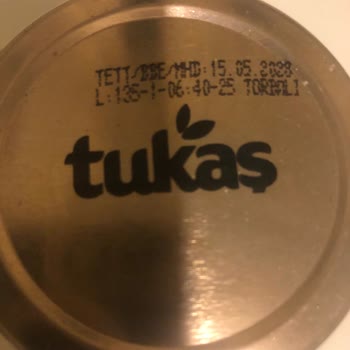 TETT/BBE/MHD:15.05.2028
L:135-1-06:40-25 TORBALI
tukaş